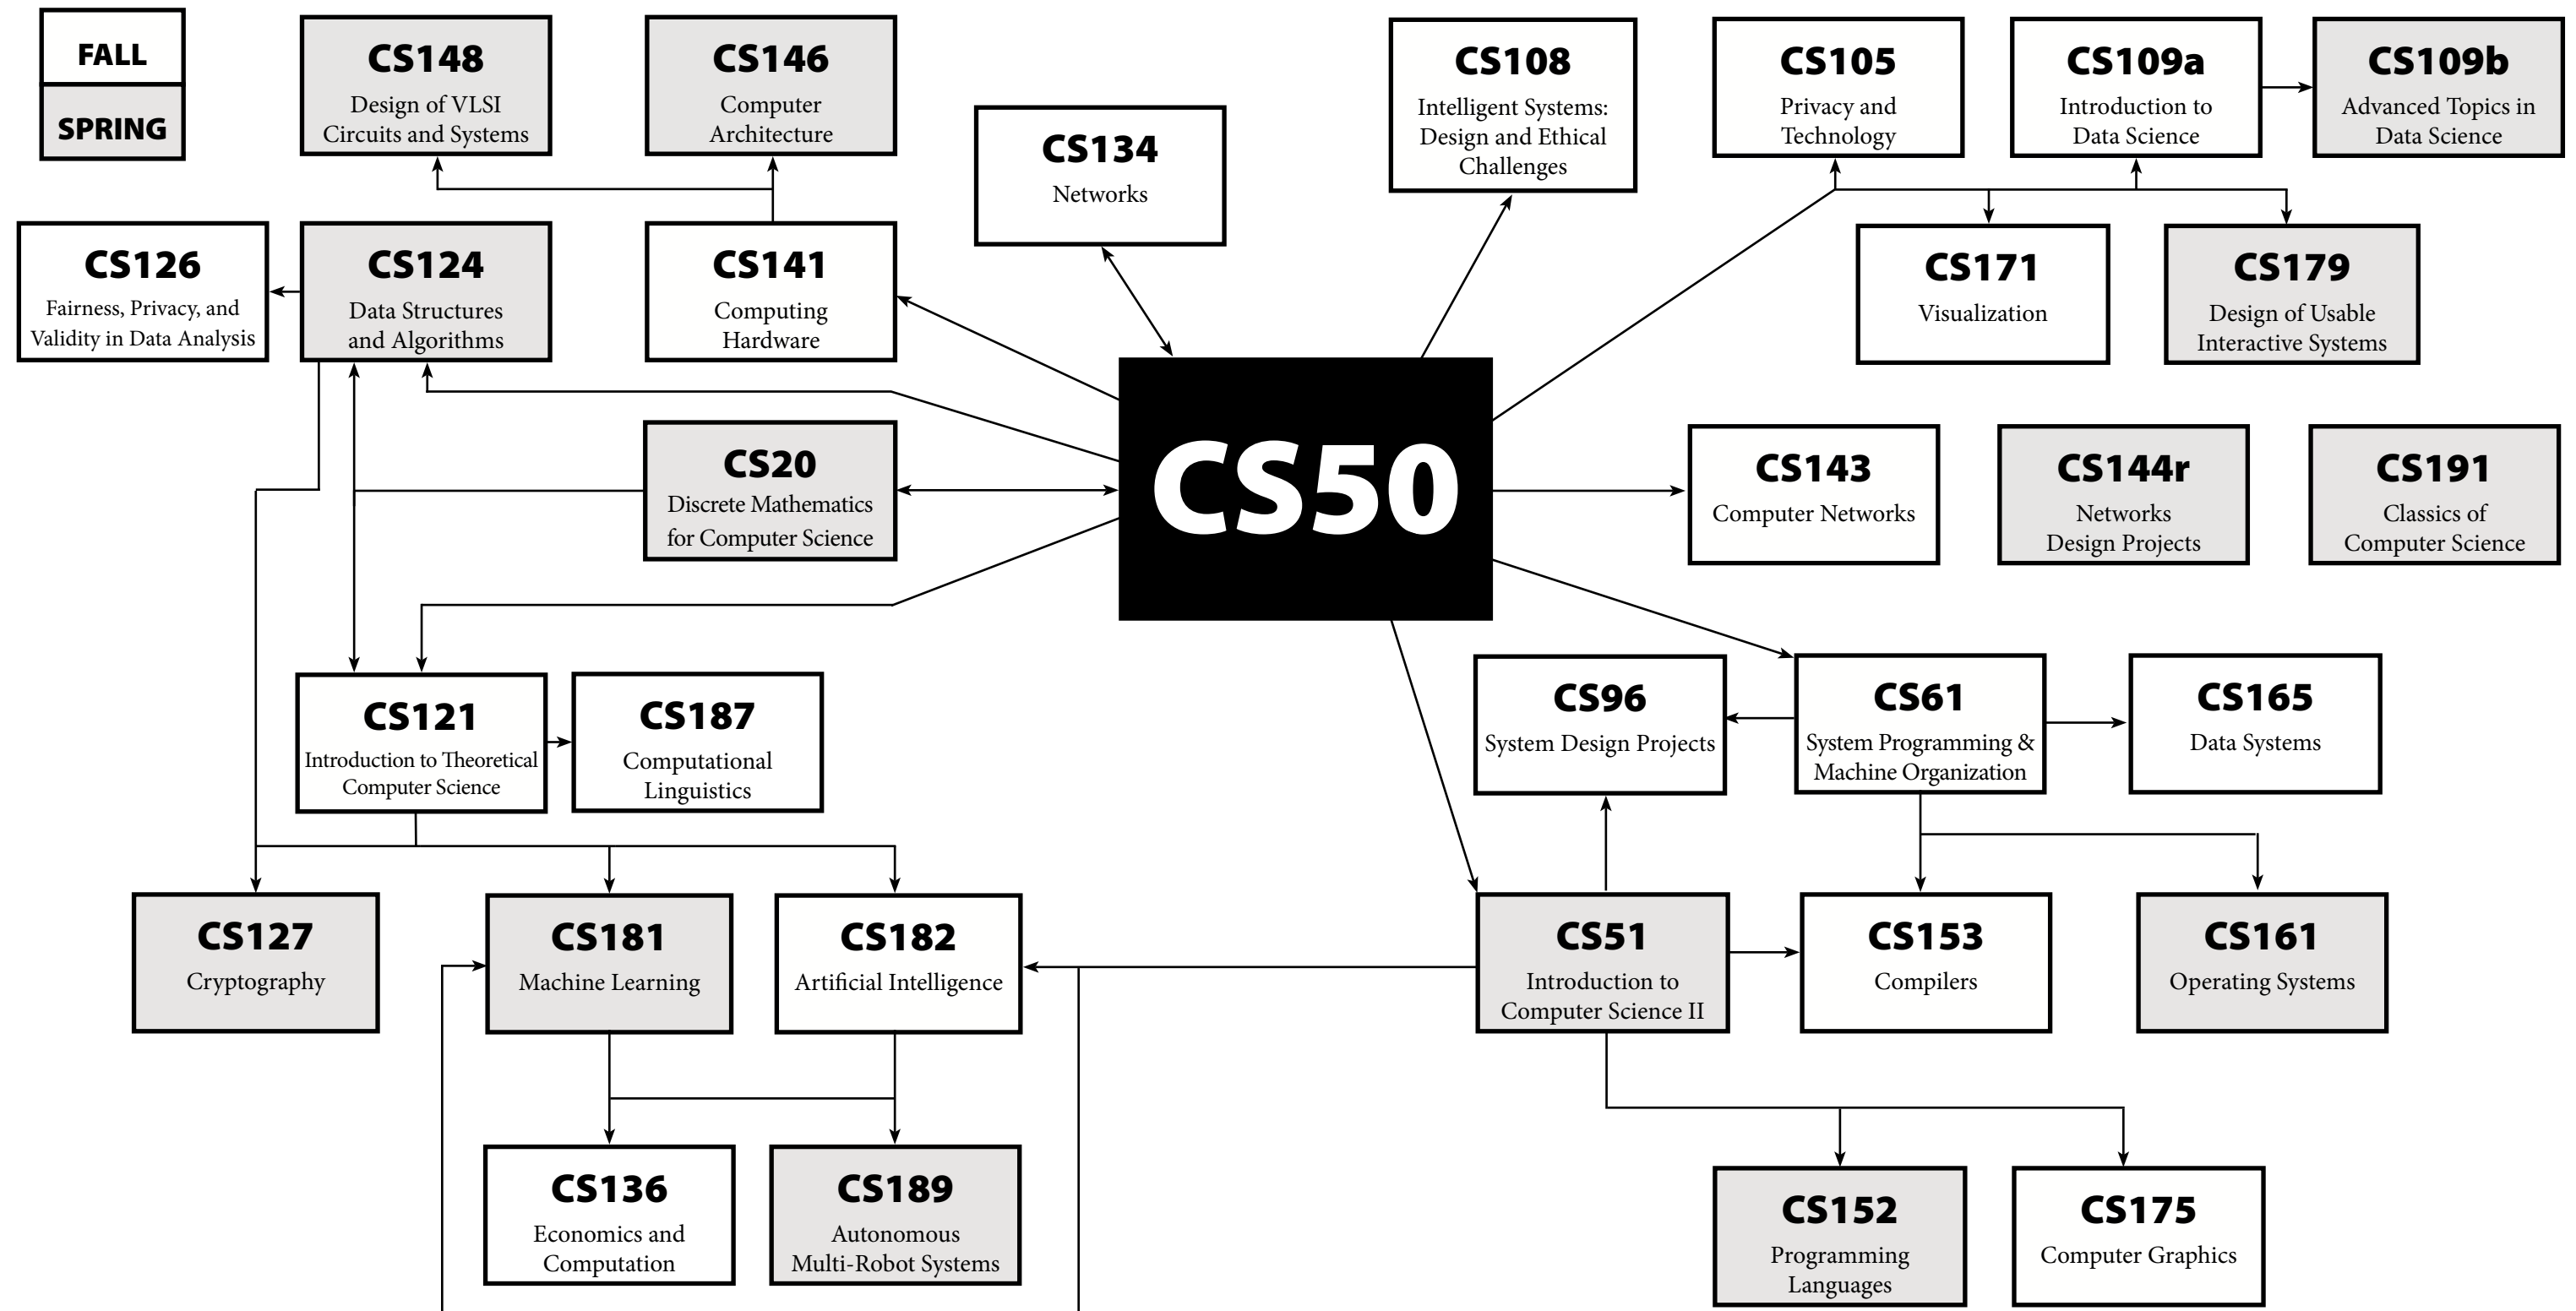 FALL
SPRING
CS148
Design of VLSI
Circuits and Systems
CS146
Computer
Architecture
CS134
Networks
CS108
Intelligent Systems:
Design and Ethical
Challenges
CS105
Privacy and
Technology
CS109a
Introduction to
Data Science
CS109b
Advanced Topics in
Data Science
CS126
Fairness, Privacy, and
Validity in Data Analysis
CS124
Data Structures
and Algorithms
CS141
Computing
Hardware
CS171
Visualization
CS179
Design of Usable
Interactive Systems
CS20
Discrete Mathematics
for Computer Science
CS50
CS143
Computer Networks
CS144r
Networks
Design Projects
CS191
Classics of
Computer Science
CS121
Introduction to Theoretical
Computer Science
CS187
Computational
Linguistics
CS96
System Design Projects
CS61
System Programming &
Machine Organization
CS165
Data Systems
CS127
Cryptography
CS181
Machine Learning
CS182
Artificial Intelligence
CS51
Introduction to
Computer Science II
CS153
Compilers
CS161
Operating Systems
CS136
Economics and
Computation
CS189
Autonomous
Multi-Robot Systems
CS152
Programming
Languages
CS175
Computer Graphics